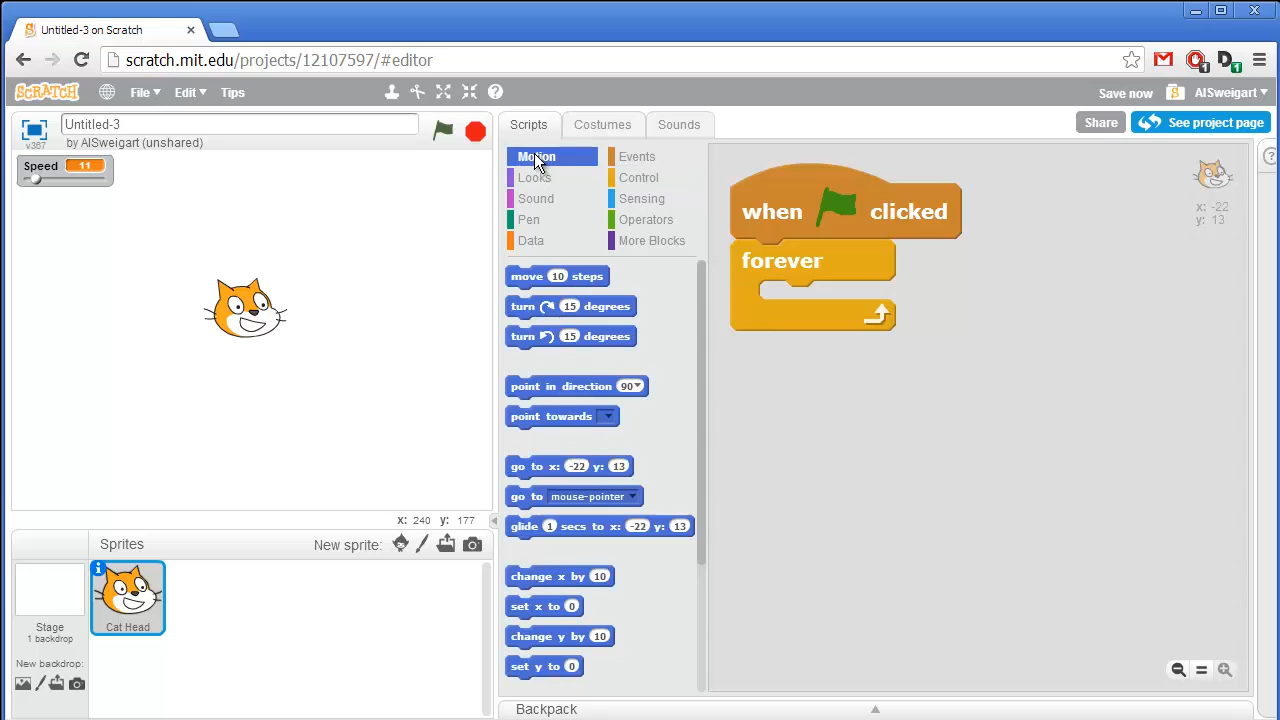 Untitled-3 on Scratch
scratch.mit.edu/projects/12107597/#editor
1
1
SCRATCH
File
Edit
Tips
Save now
S
AlSweigart
Untitled-3
by AlSweigart (unshared)
v387
Speed 11
x: 240 y: 177
Sprites
New sprite:
Stage
1 backdrop
New backdrop:
Cat Head
Scripts
Costumes
Sounds
Share
See project page
Motion
Looks
Sound
Pen
Data
Events
Control
Sensing
Operators
More Blocks
move 10 steps
turn 15 degrees
turn 15 degrees
point in direction 90
point towards
go to x: -22 y: 13
go to mouse-pointer
glide 1 secs to x: -22 y: 13
change x by 10
set x to 0
change y by 10
set y to 0
when clicked
forever
x: -22
y: 13
Backpack